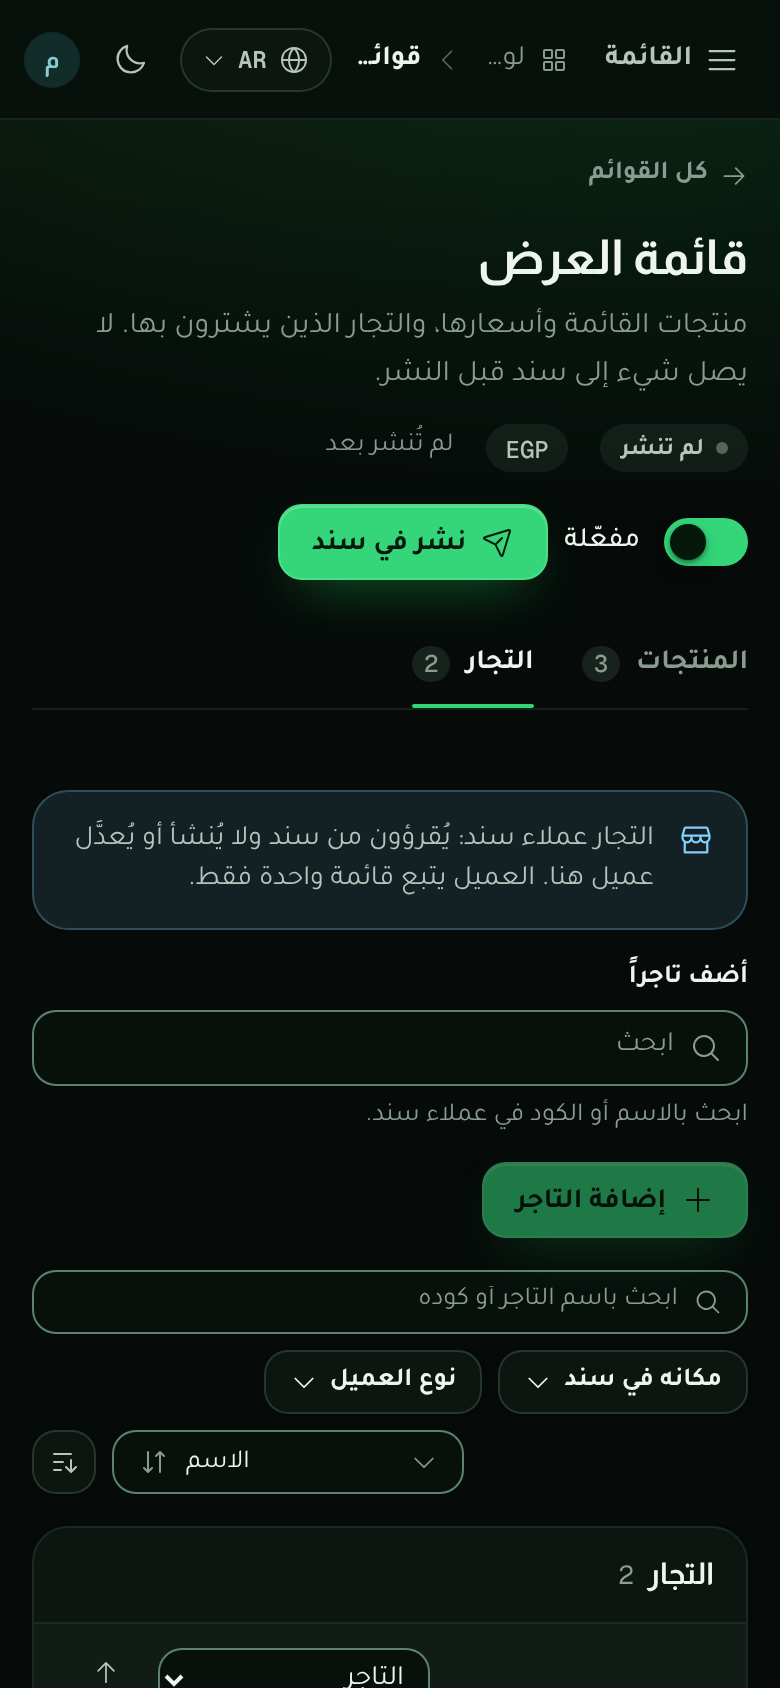 القائمة
لو...
قوائ...
AR
م
كل القوائم
قائمة العرض
منتجات القائمة وأسعارها، والتجار الذين يشترون بها. لا
يصل شيء إلى سند قبل النشر.
لم تنشر
EGP
لم تُنشر بعد
مفعّلة
نشر في سند
المنتجات 3
التجار 2
التجار عملاء سند: يُقرؤون من سند ولا يُنشأ أو يُعدَّل
عميل هنا. العميل يتبع قائمة واحدة فقط.
أضف تاجراً
ابحث
ابحث بالاسم أو الكود في عملاء سند.
إضافة التاجر
ابحث باسم التاجر أو كوده
مكانه في سند
نوع العميل
الاسم
التجار 2
التاجر